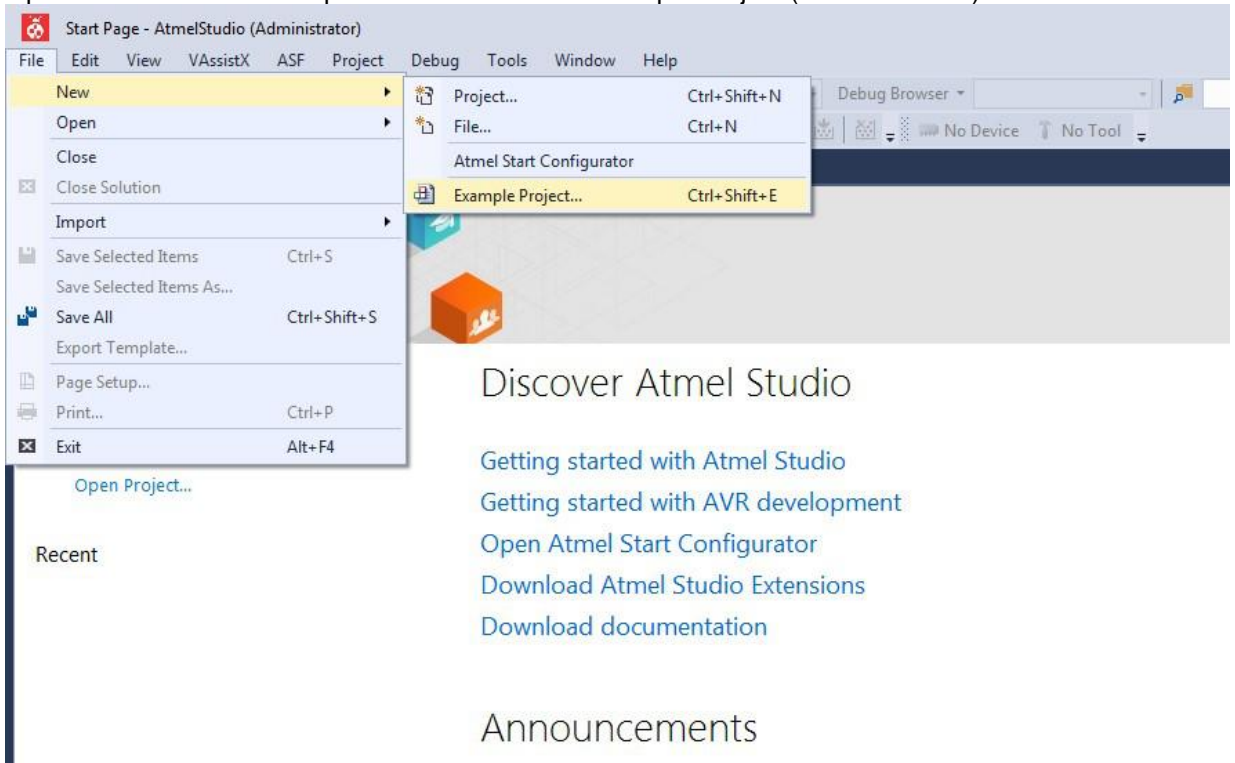 Start Page - AtmelStudio (Administrator)
File Edit View VAssistX ASF Project Debug Tools Window Help
New
Project... Ctrl+Shift+N
Debug Browser
Open
File... Ctrl+N
No Device No Tool
Close
Atmel Start Configurator
Close Solution
Example Project... Ctrl+Shift+E
Import
Save Selected Items Ctrl+S
Save Selected Items As...
Save All Ctrl+Shift+S
Export Template...
Page Setup...
Print... Ctrl+P
Exit Alt+F4
Open Project...
Recent
Discover Atmel Studio
Getting started with Atmel Studio
Getting started with AVR development
Open Atmel Start Configurator
Download Atmel Studio Extensions
Download documentation
Announcements